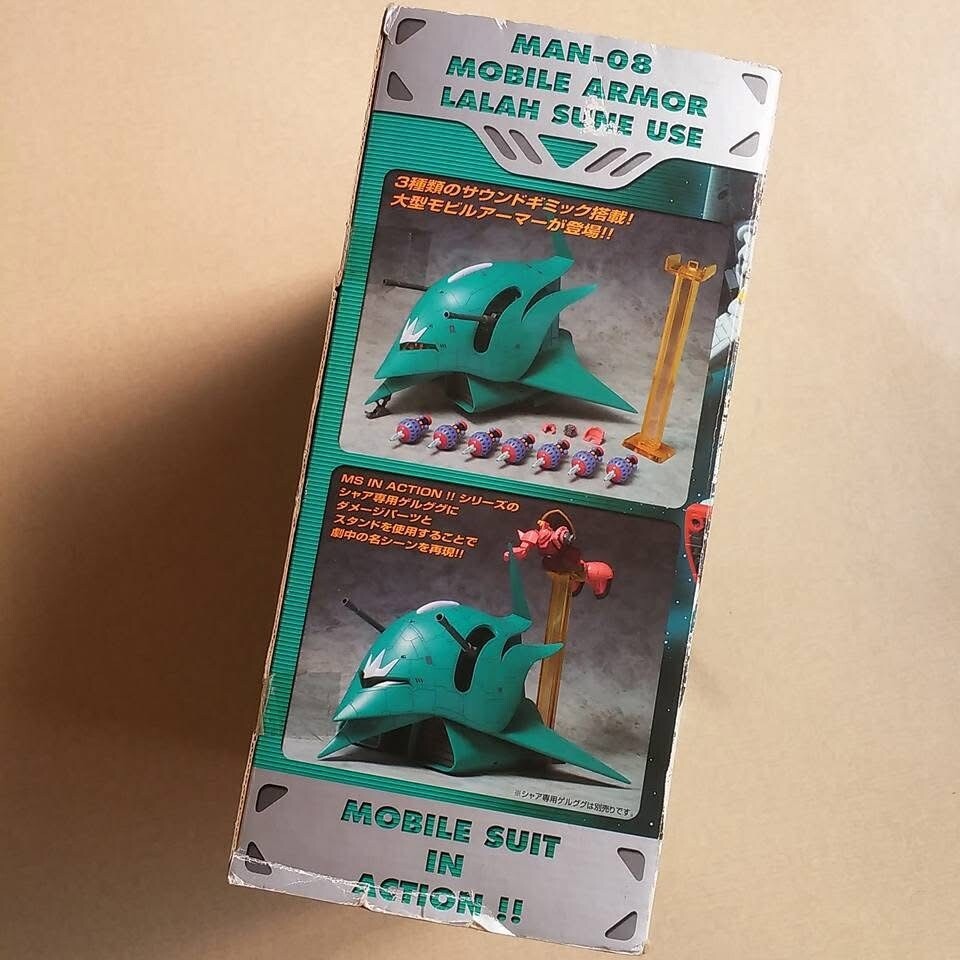 MAN-08
MOBILE ARMOR
LALAH SUNE USE
3種類のサウンドギミック搭載!
大型モビルアーマーが登場!!
MS IN ACTION !! シリーズの
シャア専用ゲルググに
ダメージパーツと
スタンドを使用することで
劇中の名シーンを再現!!
※シャア専用ゲルググは別売りです。
MOBILE SUIT
IN
ACTION !!